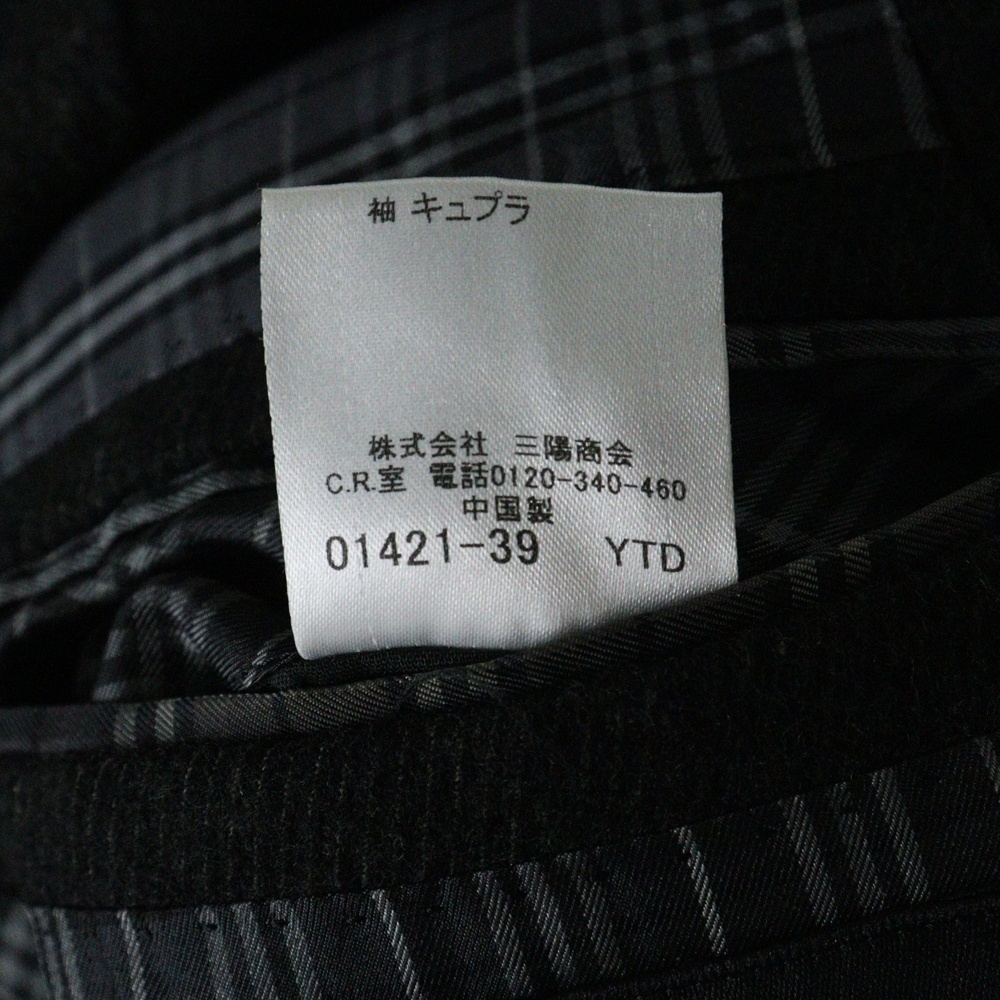 袖 キュプラ
株式会社 三陽商会
C.R.室 電話0120-340-460
中国製
01421-39 YTD